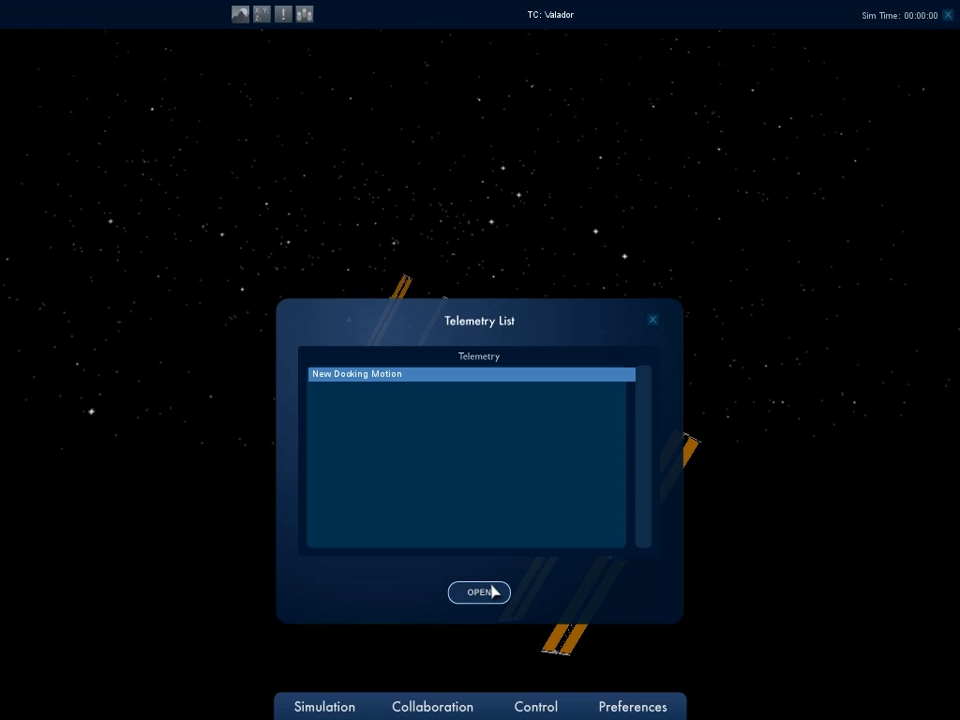 X: Y: Z: !
TC: Valador
Sim Time: 00:00:00 X
Telemetry List X
Telemetry
New Docking Motion
OPEN
Simulation Collaboration Control Preferences